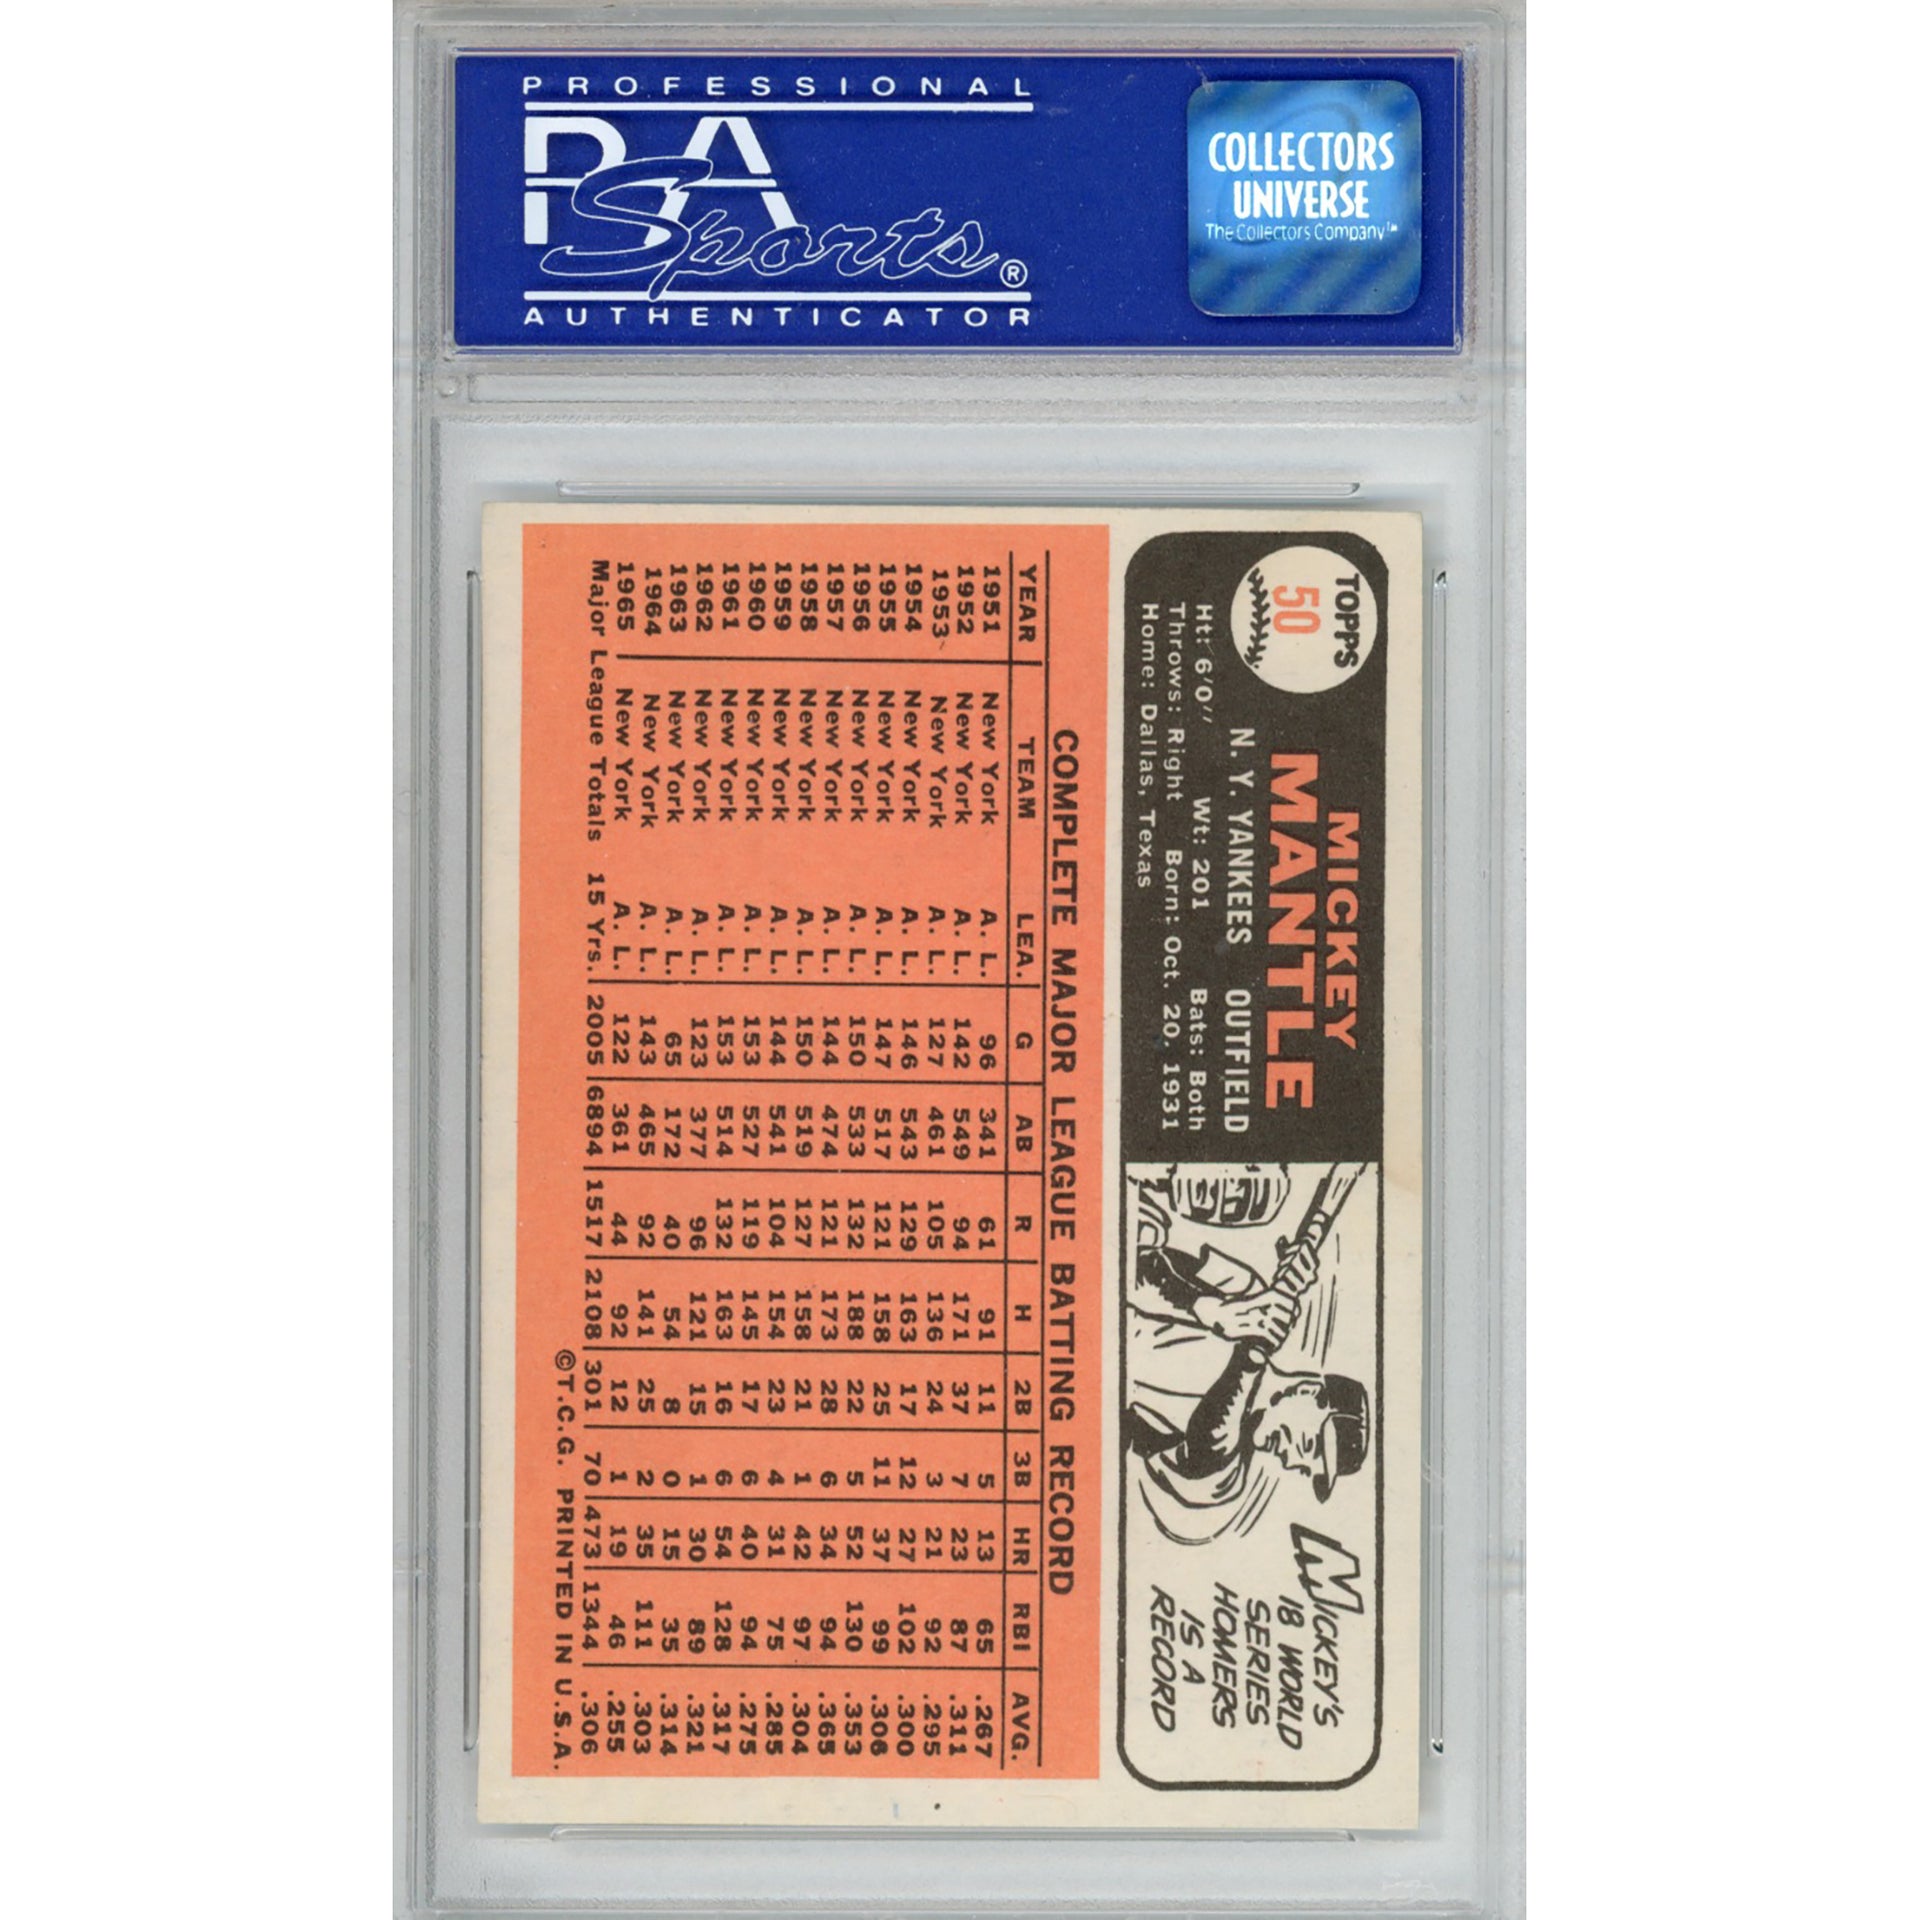 PROFESSIONAL
PSA
Sports®
AUTHENTICATOR
COLLECTORS
UNIVERSE
The Collectors Company™
TOPPS
50
MICKEY
MANTLE
N. Y. YANKEES OUTFIELD
Ht: 6'0" Wt: 201 Bats: Both
Throws: Right Born: Oct. 20, 1931
Home: Dallas, Texas
MICKEY'S
18 WORLD
SERIES
HOMERS
IS A
RECORD
COMPLETE MAJOR LEAGUE BATTING RECORD
YEAR TEAM LEA. G AB R H 2B 3B HR RBI AVG.
1951 New York A. L. 96 341 61 91 11 5 13 65 .267
1952 New York A. L. 142 549 94 171 37 7 23 87 .311
1953 New York A. L. 127 461 105 136 24 3 21 92 .295
1954 New York A. L. 146 543 129 163 17 12 27 102 .300
1955 New York A. L. 147 517 121 158 25 11 37 99 .306
1956 New York A. L. 150 533 132 188 22 5 52 130 .353
1957 New York A. L. 144 474 121 173 28 6 34 94 .365
1958 New York A. L. 150 519 127 158 21 1 42 97 .304
1959 New York A. L. 144 541 104 154 23 4 31 75 .285
1960 New York A. L. 153 527 119 145 17 6 40 94 .275
1961 New York A. L. 153 514 132 163 16 6 54 128 .317
1962 New York A. L. 123 377 96 121 15 1 30 89 .321
1963 New York A. L. 65 172 40 54 8 0 15 35 .314
1964 New York A. L. 143 465 92 141 25 2 35 111 .303
1965 New York A. L. 122 361 44 92 12 1 19 46 .255
Major League Totals 15 Yrs. 2005 6894 1517 2108 301 70 473 1344 .306
©T.C.G. PRINTED IN U.S.A.